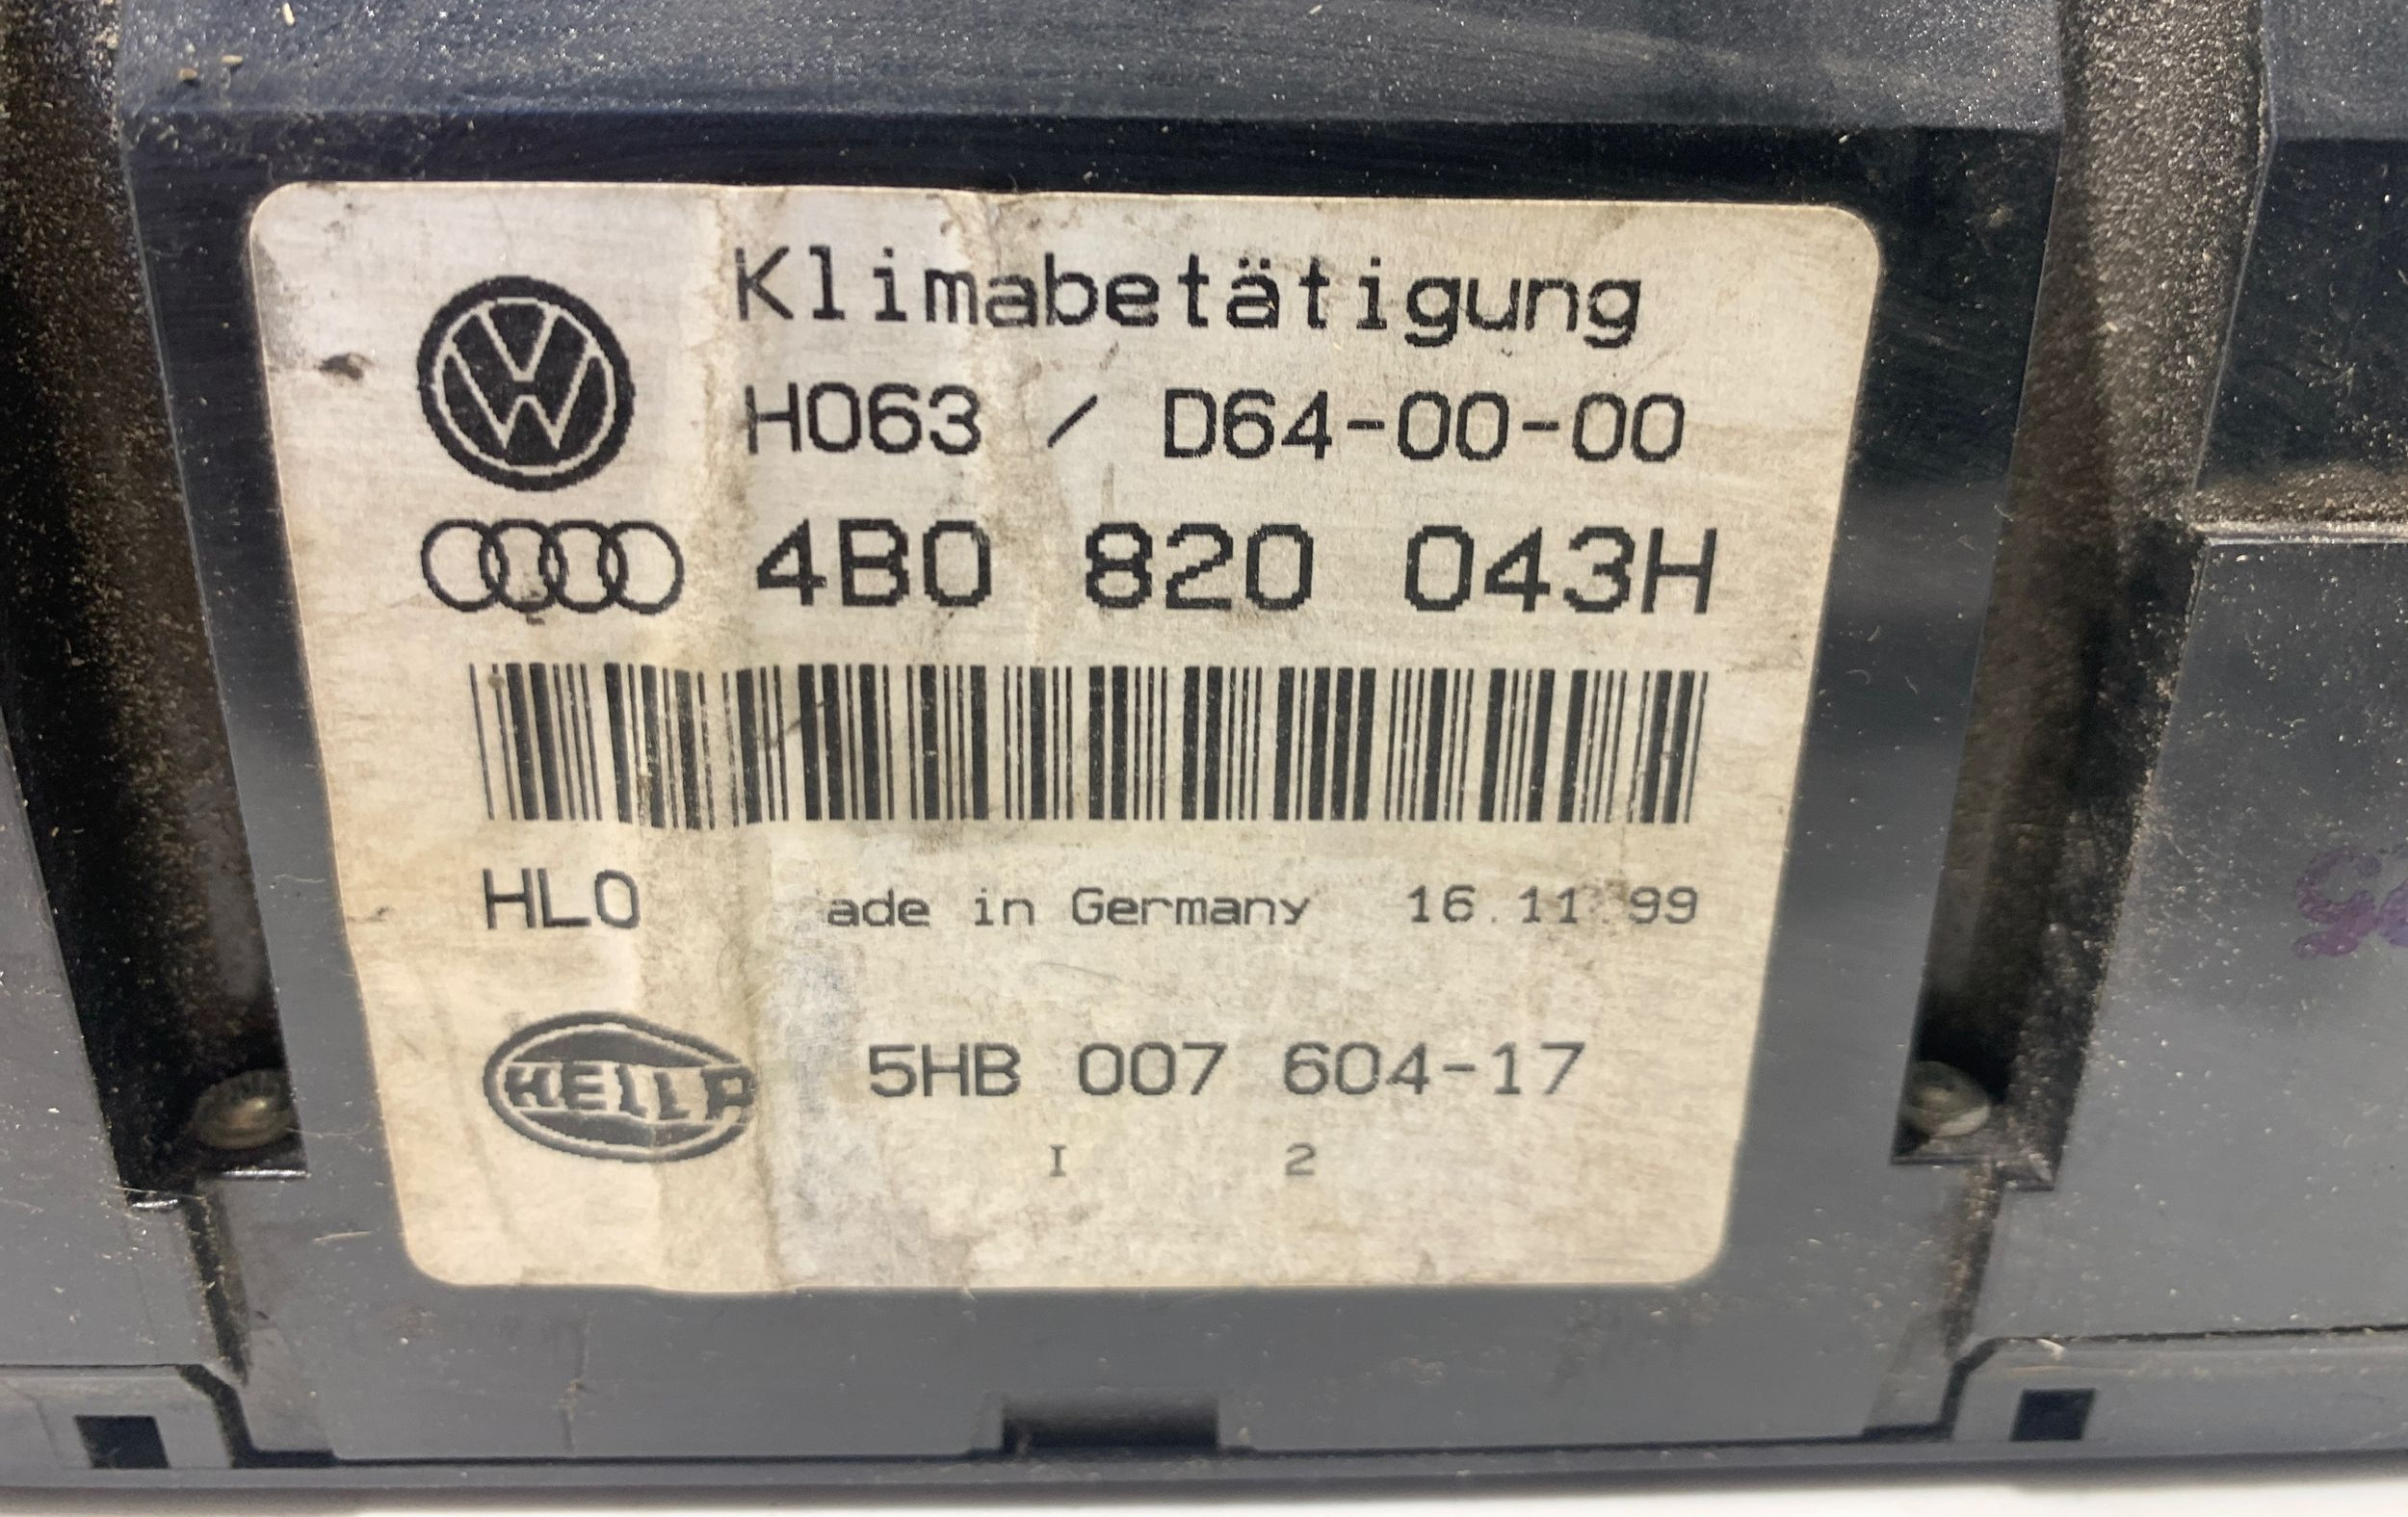 Klimabetätigung
H063 / D64-00-00
4B0 820 043H
HL0 ade in Germany 16.11.99
HELLA 5HB 007 604-17
I 2